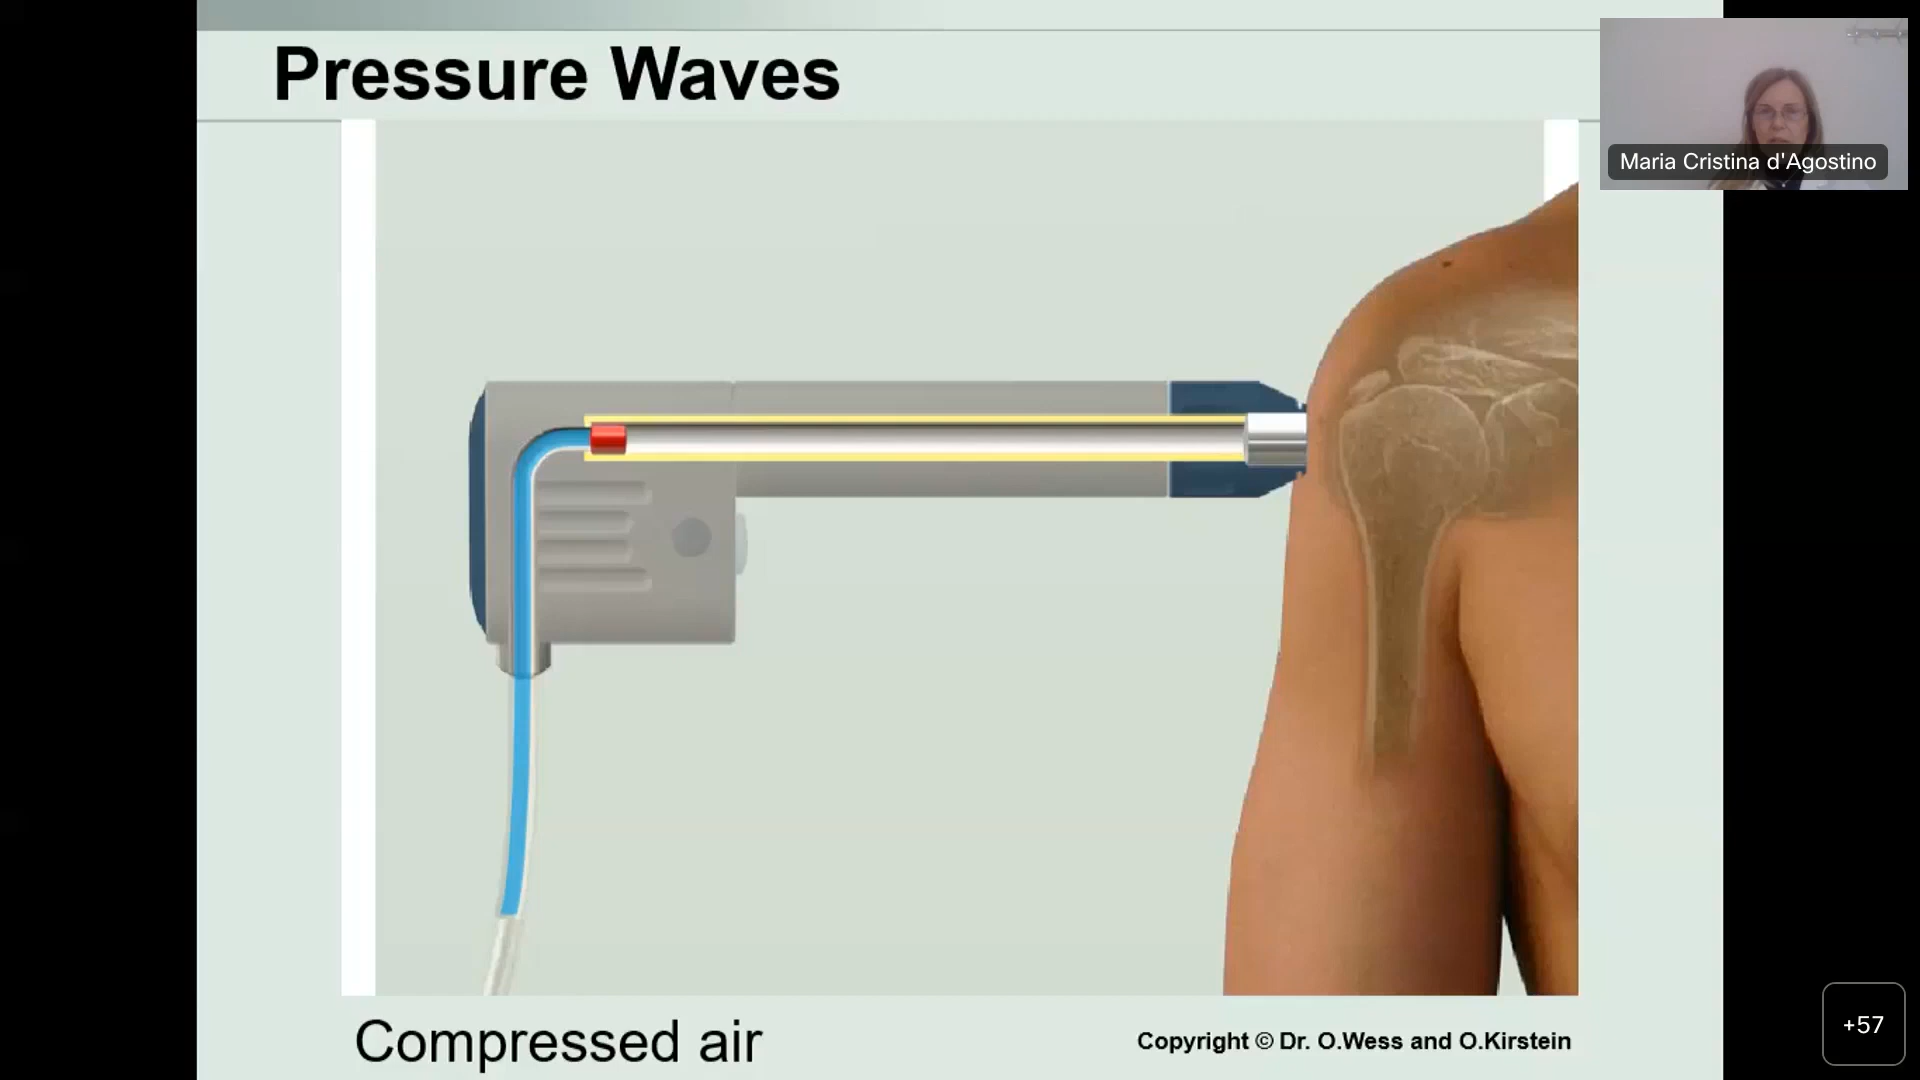 Pressure Waves
Maria Cristina d'Agostino
Compressed air
Copyright © Dr. O.Wess and O.Kirstein
+57